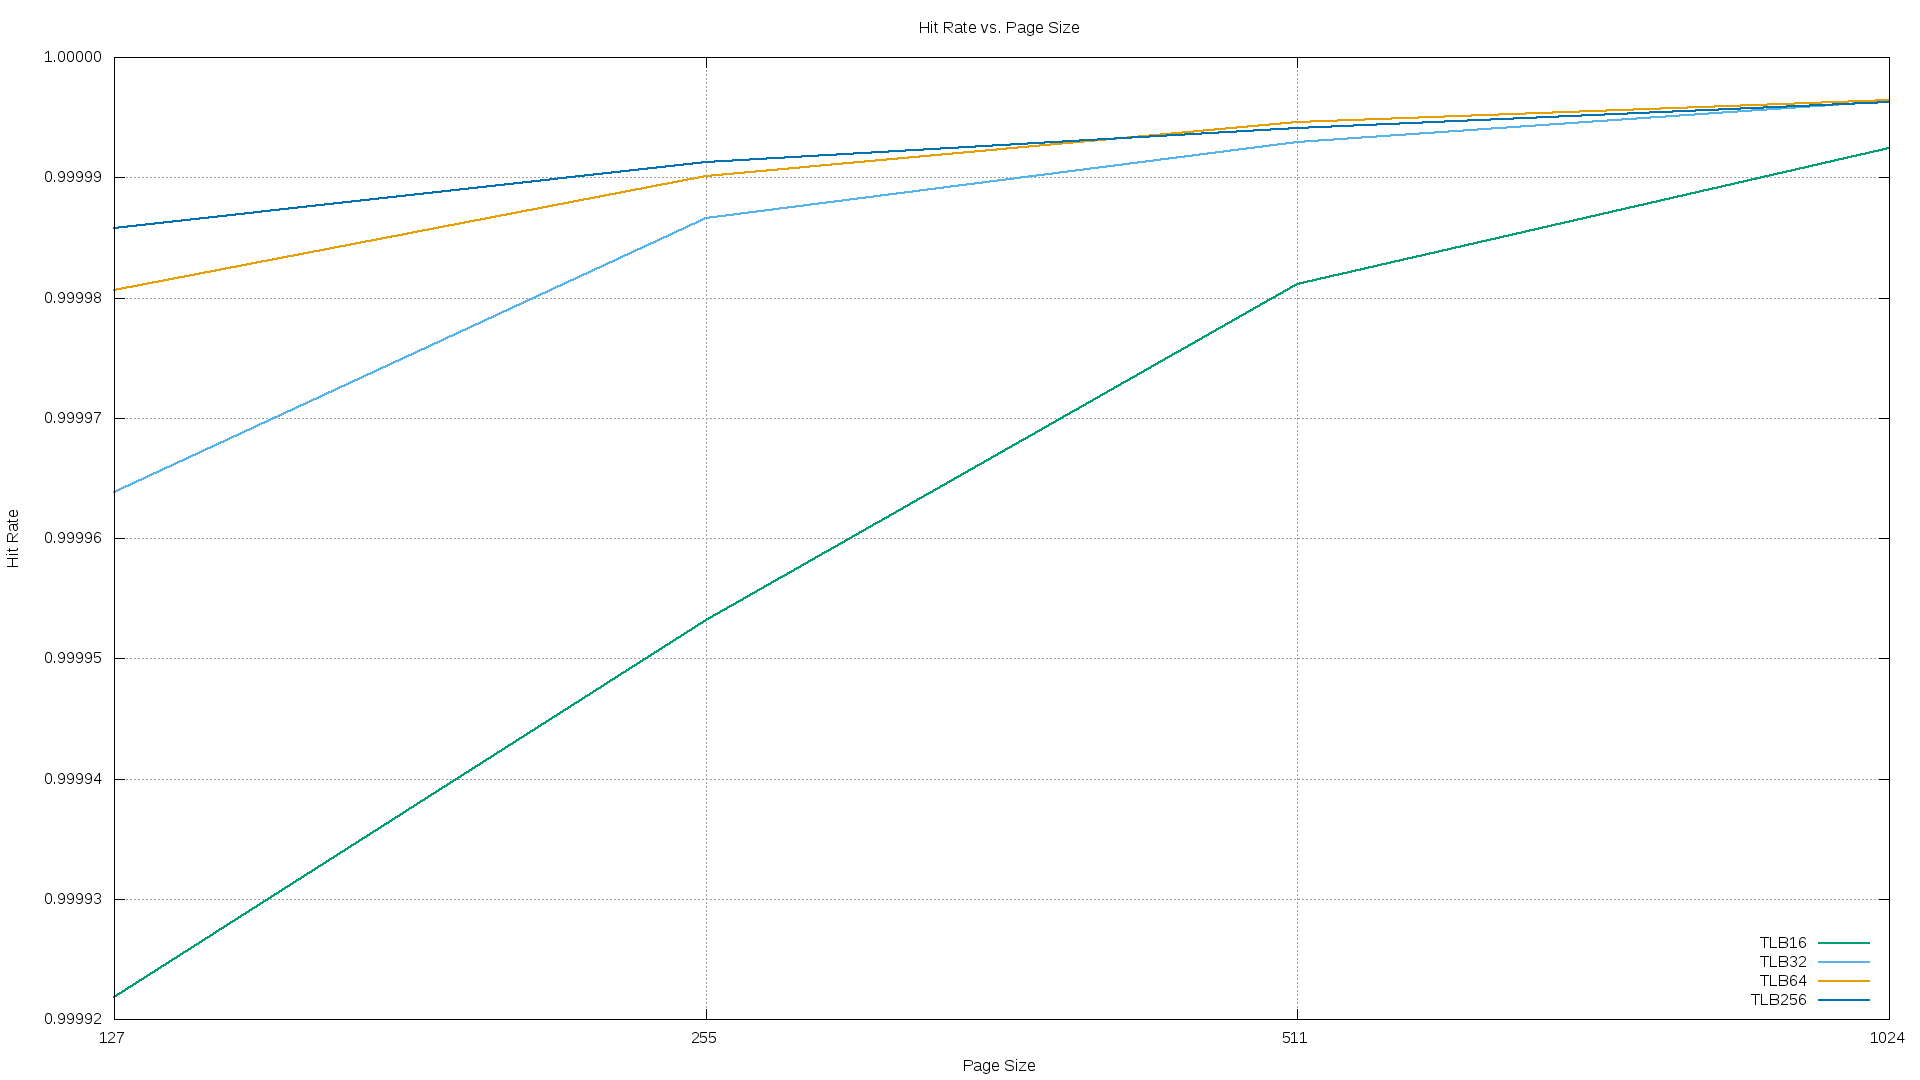 Hit Rate vs. Page Size
1.00000
0.99999
0.99998
0.99997
0.99996
0.99995
0.99994
0.99993
0.99992
Hit Rate
127
255
511
1024
Page Size
TLB16
TLB32
TLB64
TLB256